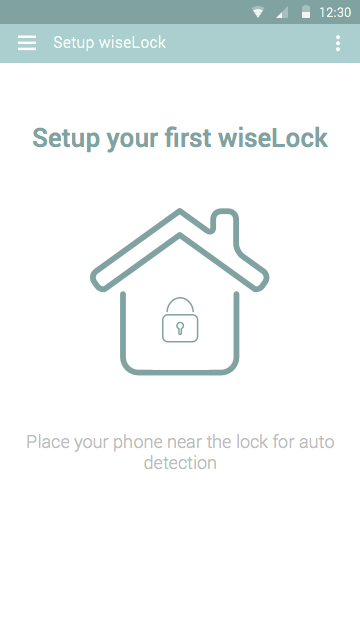 12:30
Setup wiseLock
Setup your first wiseLock
Place your phone near the lock for auto
detection